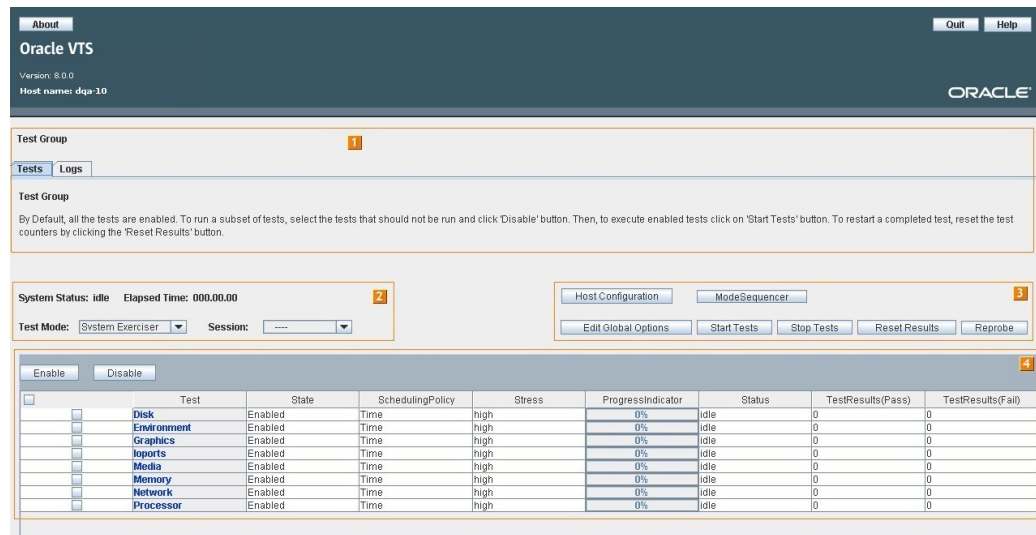 About
Quit Help
Oracle VTS
Version: 8.0.0
Host name: dqa-10
ORACLE
Test Group
1
Tests Logs
Test Group
By Default, all the tests are enabled. To run a subset of tests, select the tests that should not be run and click 'Disable' button. Then, to execute enabled tests click on 'Start Tests' button. To restart a completed test, reset the test
counters by clicking the 'Reset Results' button.
System Status: idle Elapsed Time: 000.00.00 2
Host Configuration ModeSequencer 3
Test Mode: System Exerciser Session: ----
Edit Global Options Start Tests Stop Tests Reset Results Reprobe
4
Enable Disable
Test State SchedulingPolicy Stress ProgressIndicator Status TestResults(Pass) TestResults(Fail)
Disk Enabled Time high 0% idle 0 0
Environment Enabled Time high 0% idle 0 0
Graphics Enabled Time high 0% idle 0 0
Ioports Enabled Time high 0% idle 0 0
Media Enabled Time high 0% idle 0 0
Memory Enabled Time high 0% idle 0 0
Network Enabled Time high 0% idle 0 0
Processor Enabled Time high 0% idle 0 0